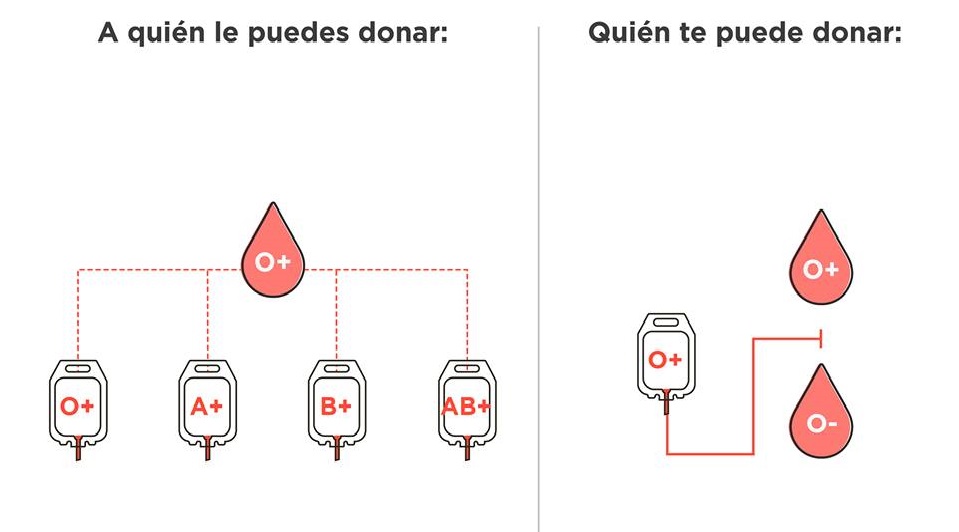 A quién le puedes donar:
O+
O+
A+
B+
AB+
Quién te puede donar:
O+
O+
O-